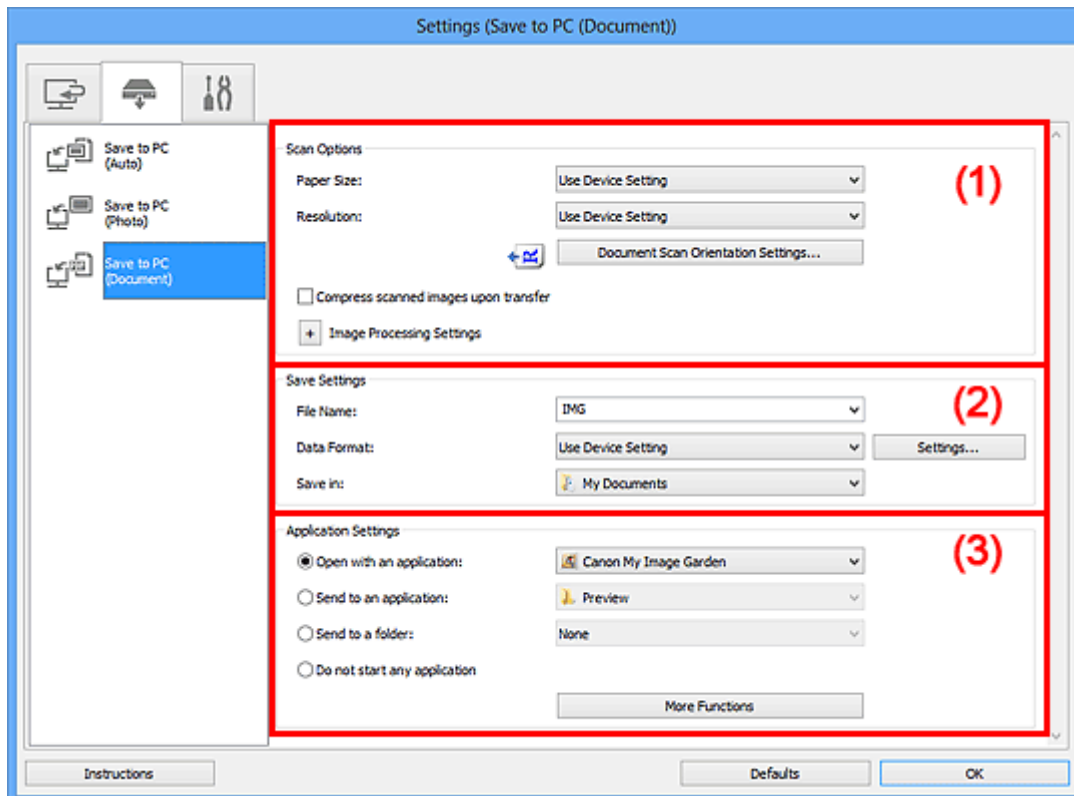 Settings (Save to PC (Document))
Save to PC
(Auto)
Save to PC
(Photo)
Save to PC
(Document)
Scan Options
(1)
Paper Size: Use Device Setting
Resolution: Use Device Setting
Document Scan Orientation Settings...
Compress scanned images upon transfer
+ Image Processing Settings
Save Settings
(2)
File Name: IMG
Data Format: Use Device Setting Settings...
Save in: My Documents
Application Settings
(3)
Open with an application: Canon My Image Garden
Send to an application: Preview
Send to a folder: None
Do not start any application
More Functions
Instructions Defaults OK